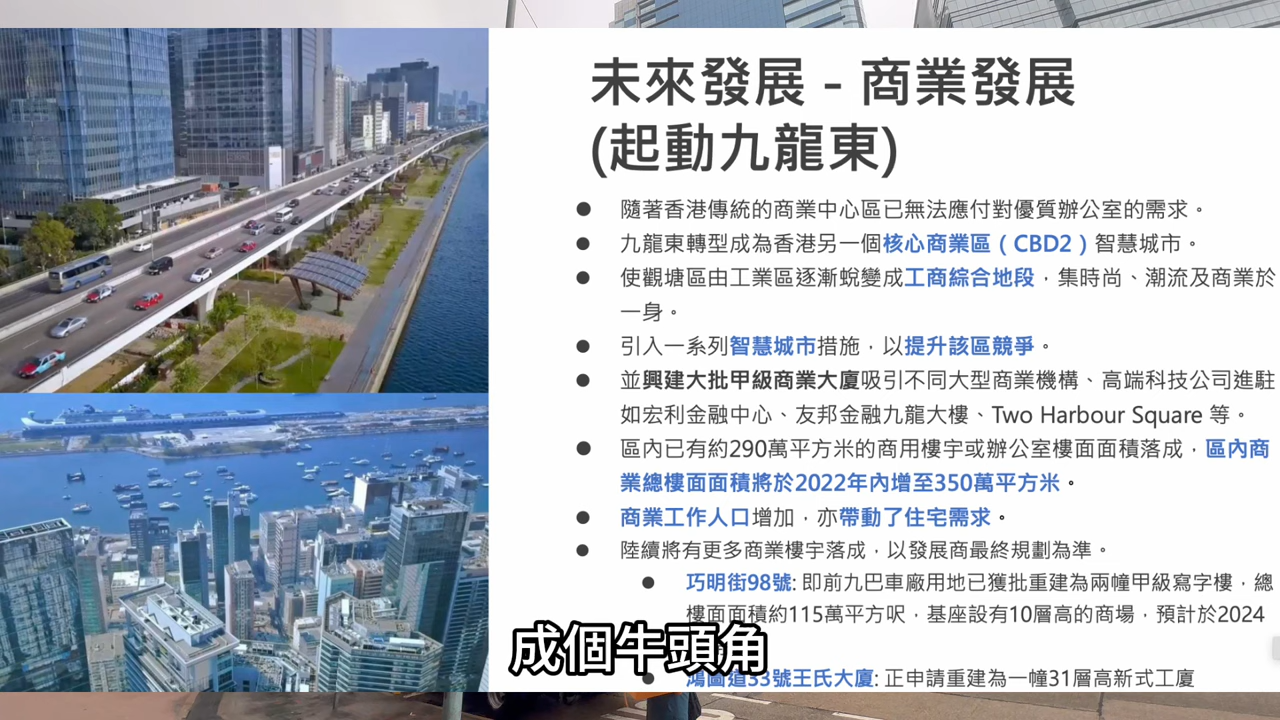 未來發展 - 商業發展
(起動九龍東)
● 隨著香港傳統的商業中心區已無法應付對優質辦公室的需求。
● 九龍東轉型成為香港另一個核心商業區（CBD2）智慧城市。
● 使觀塘區由工業區逐漸蛻變成工商綜合地段，集時尚、潮流及商業於
一身。
● 引入一系列智慧城市措施，以提升該區競爭。
● 並興建大批甲級商業大廈吸引不同大型商業機構、高端科技公司進駐
如宏利金融中心、友邦金融九龍大樓、Two Harbour Square 等。
● 區內已有約290萬平方米的商用樓宇或辦公室樓面面積落成，區內商
業總樓面面積將於2022年內增至350萬平方米。
● 商業工作人口增加，亦帶動了住宅需求。
● 陸續將有更多商業樓宇落成，以發展商最終規劃為準。
● 巧明街98號: 即前九巴車廠用地已獲批重建為兩幢甲級寫字樓，總
樓面面積約115萬平方呎，基座設有10層高的商場，預計於2024
成個牛頭角
● 鴻圖道53號王氏大廈: 正申請重建為一幢31層高新式工廈